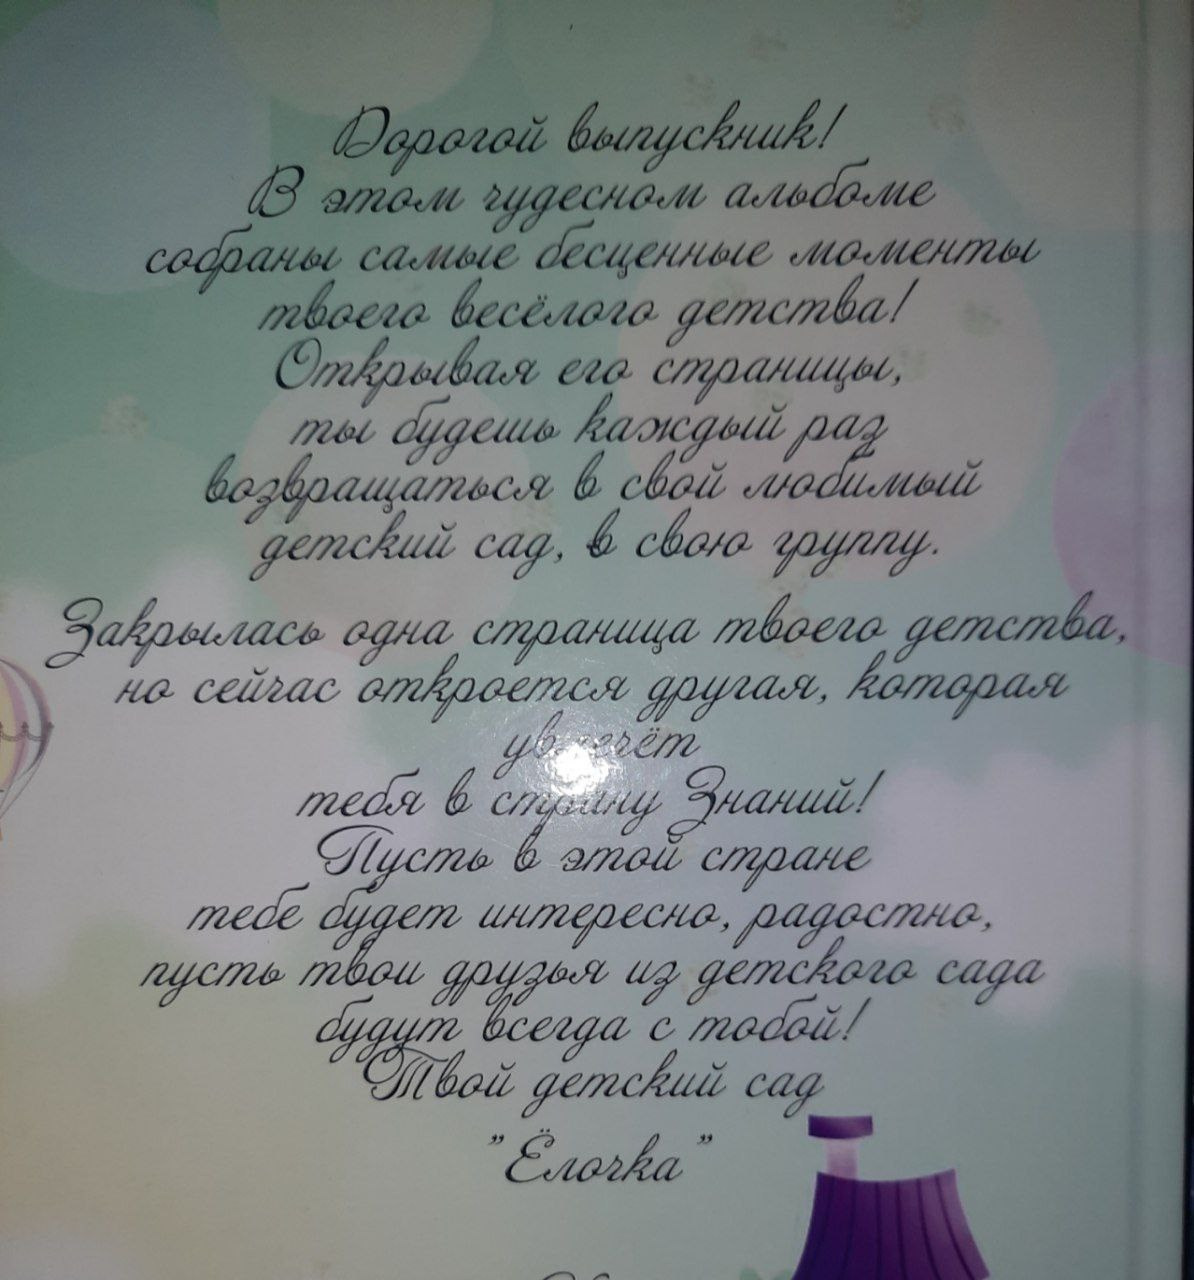 Дорогой выпускник!
В этом чудесном альбоме
собраны самые бесценные моменты
твоего весёлого детства!
Открывая его страницы,
ты будешь каждый раз
возвращаться в свой любимый
детский сад, в свою группу.
Закрылась одна страница твоего детства,
но сейчас откроется другая, которая
увлечёт
тебя в страну Знаний!
Пусть в этой стране
тебе будет интересно, радостно,
пусть твои друзья из детского сада
будут всегда с тобой!
Твой детский сад
"Ёлочка"